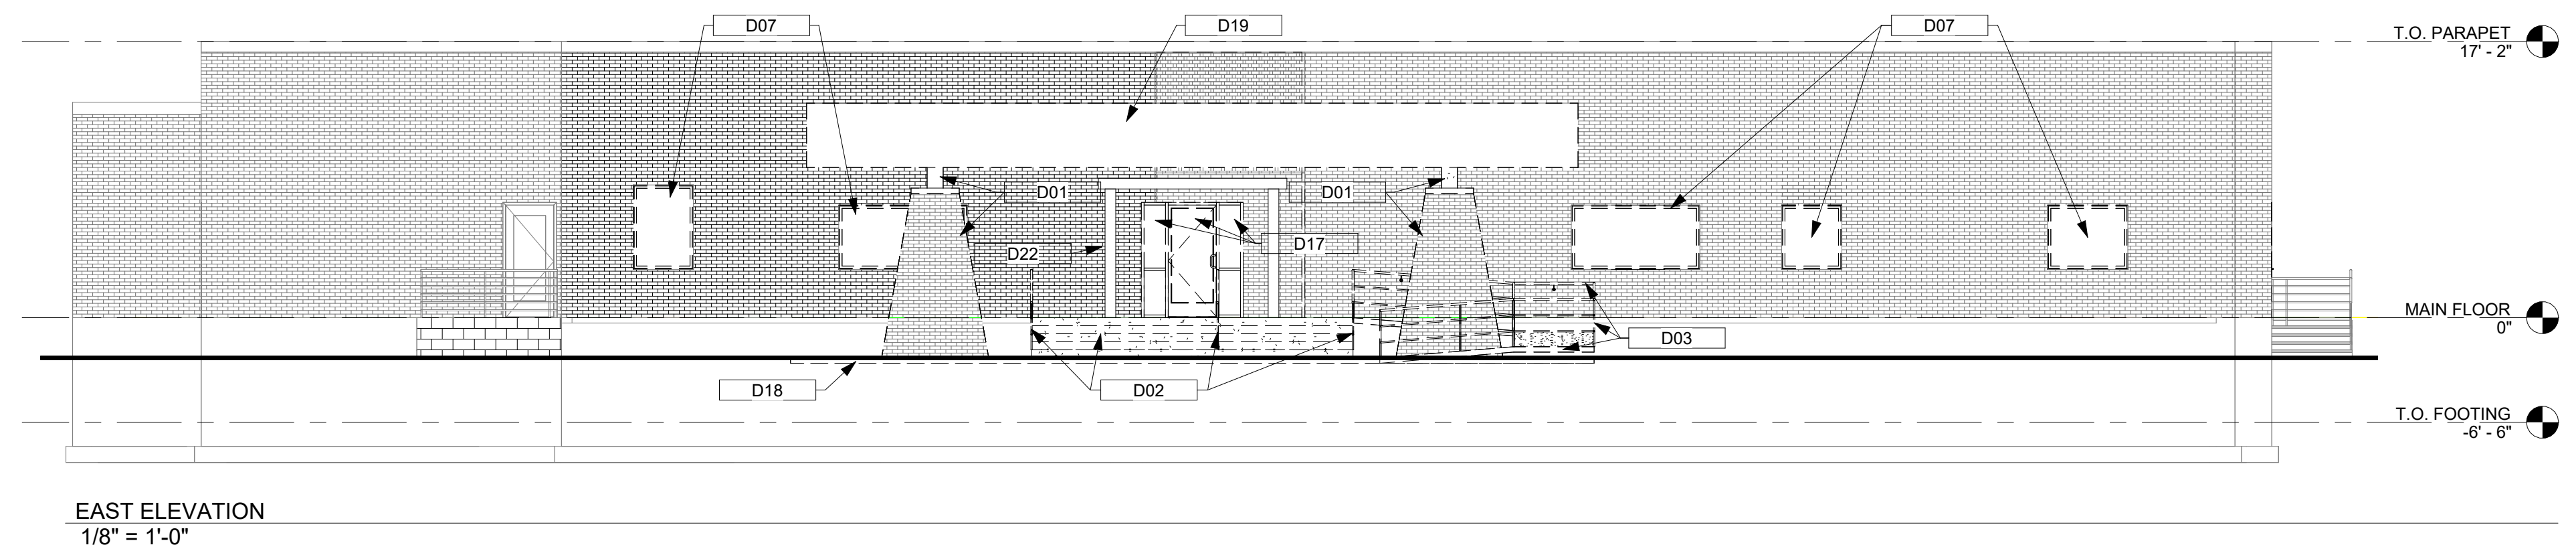 D07
D19
D07
T.O. PARAPET
17' - 2"
D01
D01
D22
D17
MAIN FLOOR
0"
D03
D18
D02
T.O. FOOTING
-6' - 6"
EAST ELEVATION
1/8" = 1'-0"